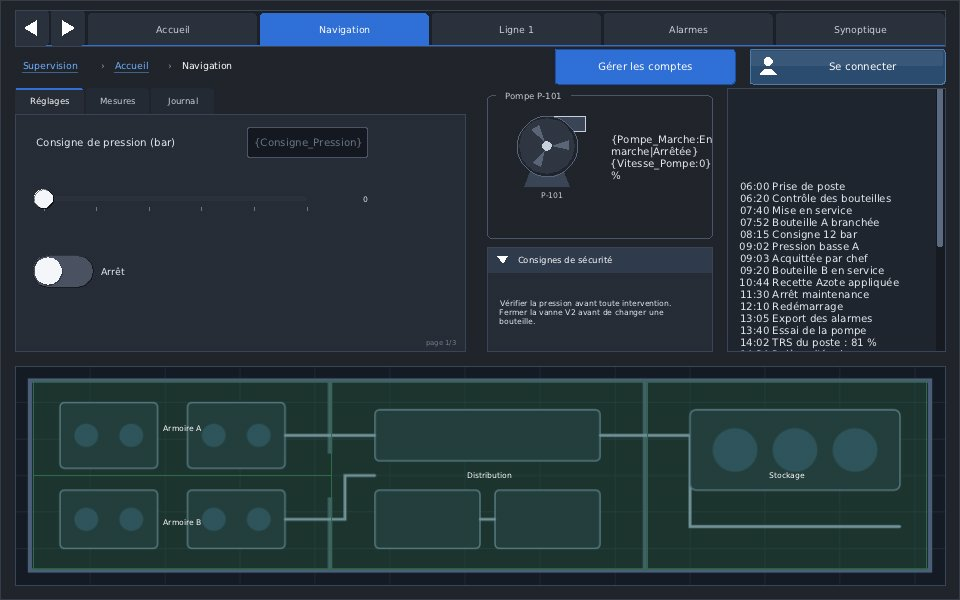 Accueil
Navigation
Ligne 1
Alarmes
Synoptique
Supervision › Accueil › Navigation
Gérer les comptes
Se connecter
Réglages
Mesures
Journal
Consigne de pression (bar)
{Consigne_Pression}
0
Arrêt
page 1/3
Pompe P-101
{Pompe_Marche:En
marche|Arrêtée}
{Vitesse_Pompe:0}
%
P-101
Consignes de sécurité
Vérifier la pression avant toute intervention.
Fermer la vanne V2 avant de changer une
bouteille.
06:00 Prise de poste
06:20 Contrôle des bouteilles
07:40 Mise en service
07:52 Bouteille A branchée
08:15 Consigne 12 bar
09:02 Pression basse A
09:03 Acquittée par chef
09:20 Bouteille B en service
10:44 Recette Azote appliquée
11:30 Arrêt maintenance
12:10 Redémarrage
13:05 Export des alarmes
13:40 Essai de la pompe
14:02 TRS du poste : 81 %
Armoire A
Distribution
Stockage
Armoire B